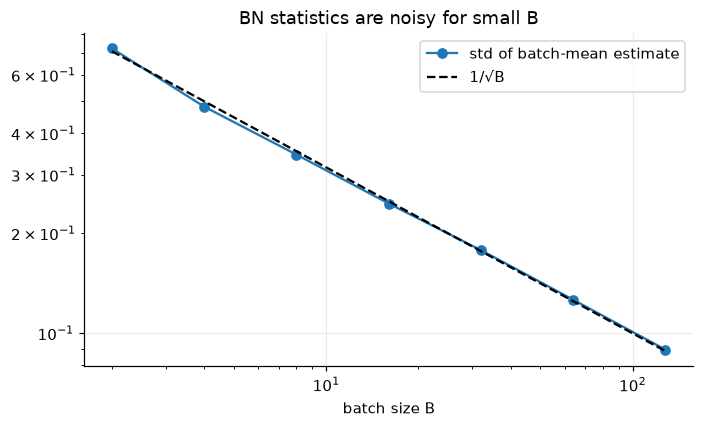 BN statistics are noisy for small B
std of batch-mean estimate
1/√B
6 × 10⁻¹
4 × 10⁻¹
3 × 10⁻¹
2 × 10⁻¹
10⁻¹
10¹
10²
batch size B